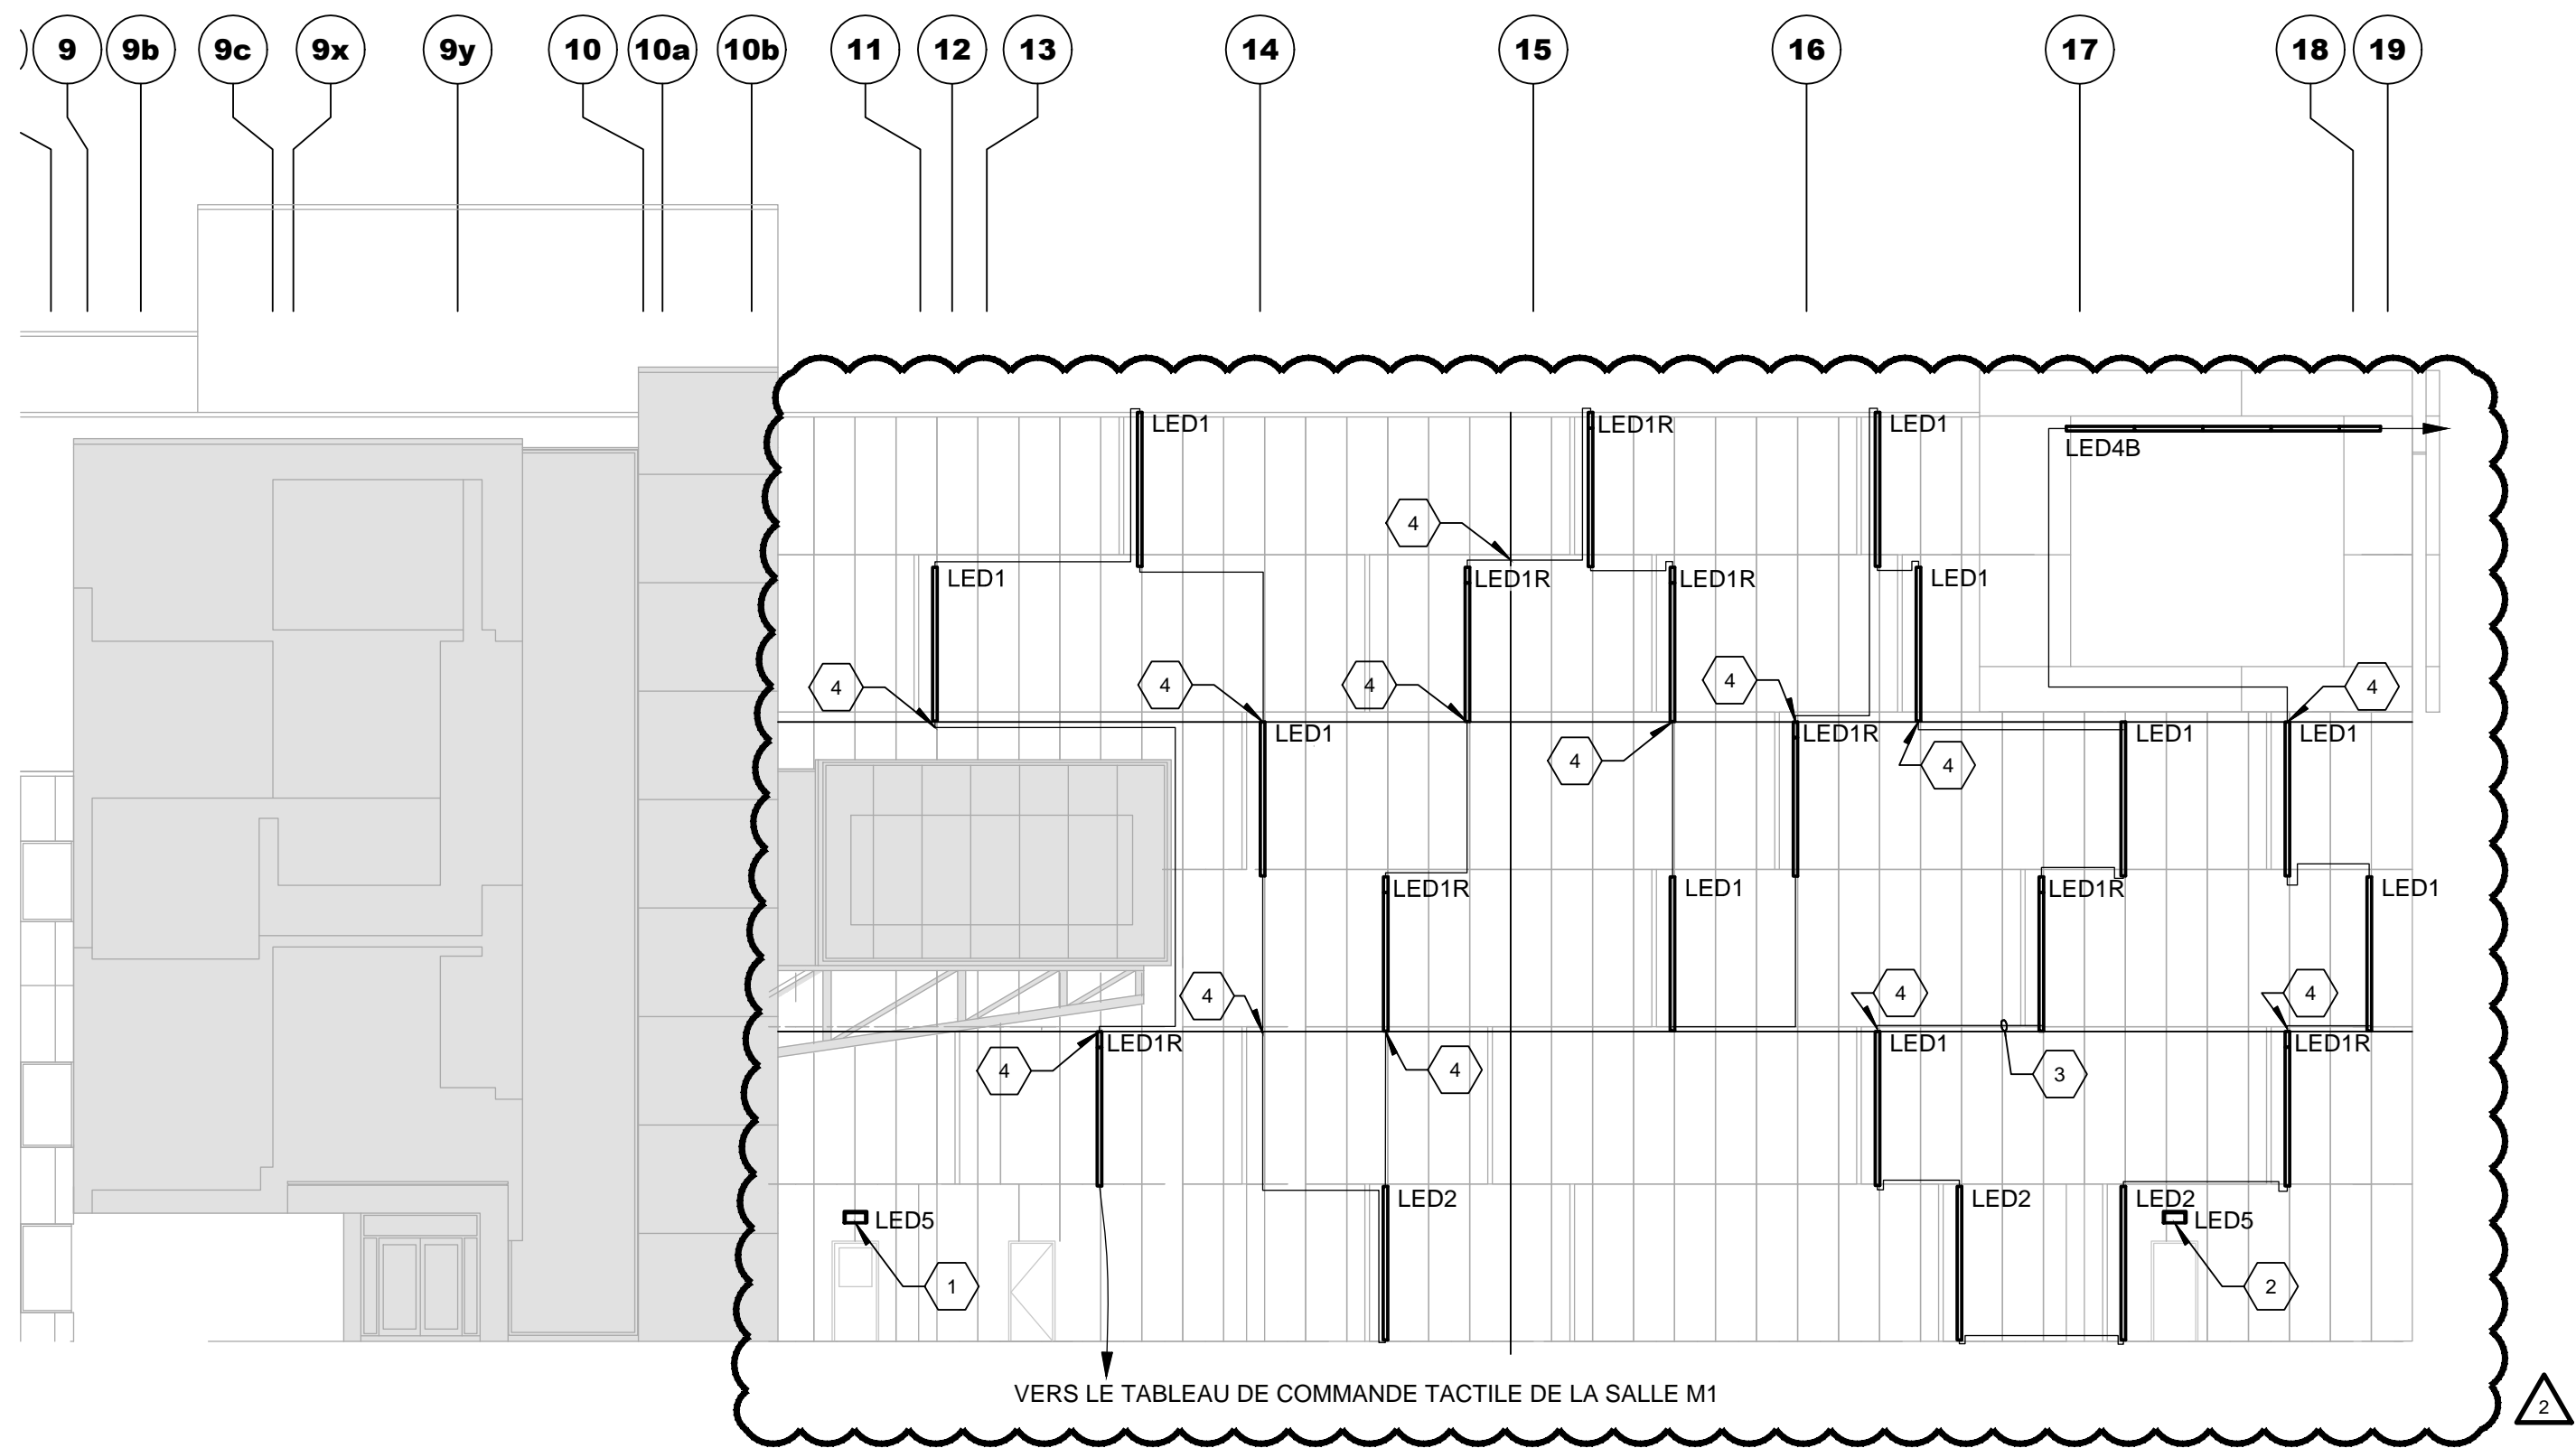 9 9b 9c 9x 9y 10 10a 10b 11 12 13 14 15 16 17 18 19
LED1 LED1R LED1
LED4B
4
LED1 LED1R LED1R LED1
4 4 4 4 4
LED1 LED1R LED1 LED1
4 4
LED1R LED1 LED1R LED1
4 4 4
LED1R LED1 LED1R
4 4 3
LED2 LED2 LED2
LED5 LED5
1 2
VERS LE TABLEAU DE COMMANDE TACTILE DE LA SALLE M1
2